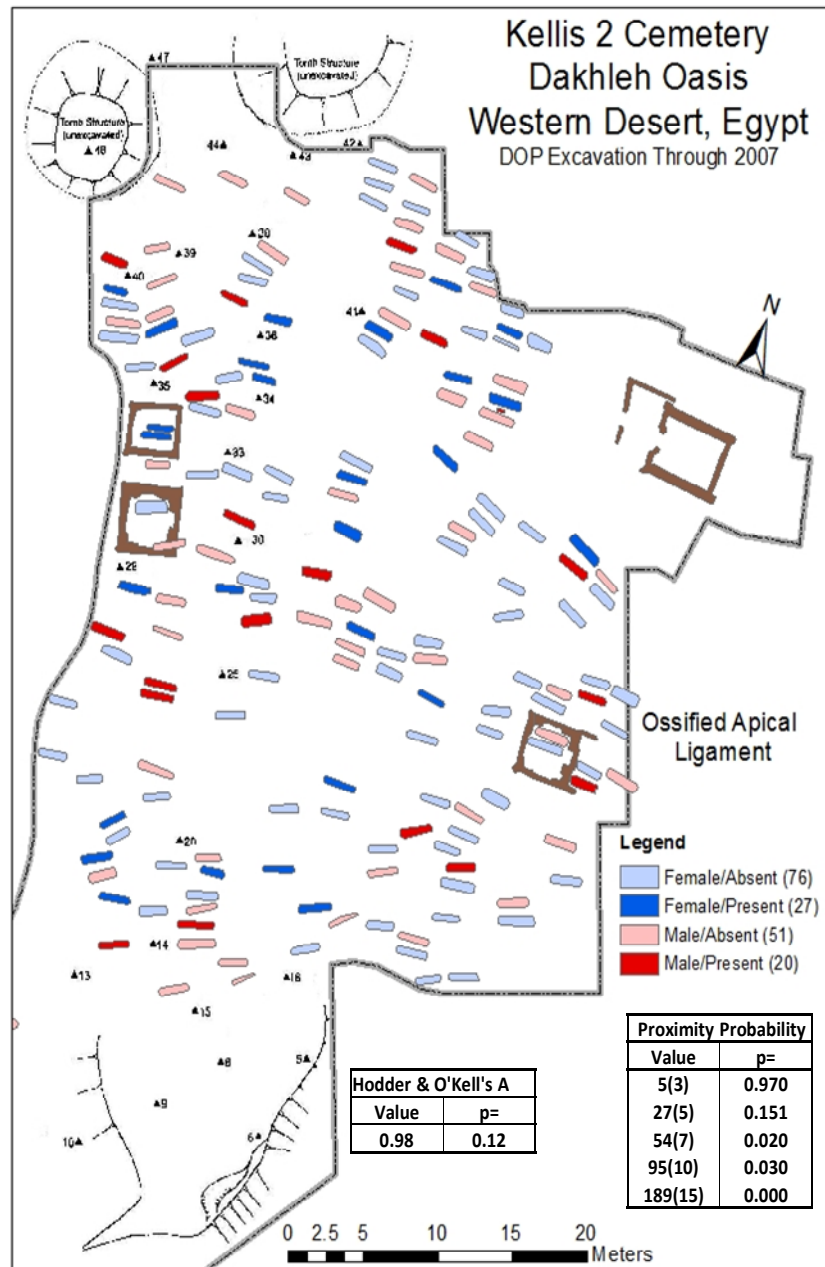 Kellis 2 Cemetery
Dakhleh Oasis
Western Desert, Egypt
DOP Excavation Through 2007
47
Tomb Structure
(unexcavated)
Tomb Structure
(unexcavated)
44
43
42
39
40
41
36
35
34
33
30
25
20
14
13
16
15
8
5
9
10
6
N
Ossified Apical
Ligament
Legend
Female/Absent (76)
Female/Present (27)
Male/Absent (51)
Male/Present (20)
Hodder & O'Kell's A
Value p=
0.98 0.12
Proximity Probability
Value p=
5(3) 0.970
27(5) 0.151
54(7) 0.020
95(10) 0.030
189(15) 0.000
0 2.5 5 10 15 20
Meters